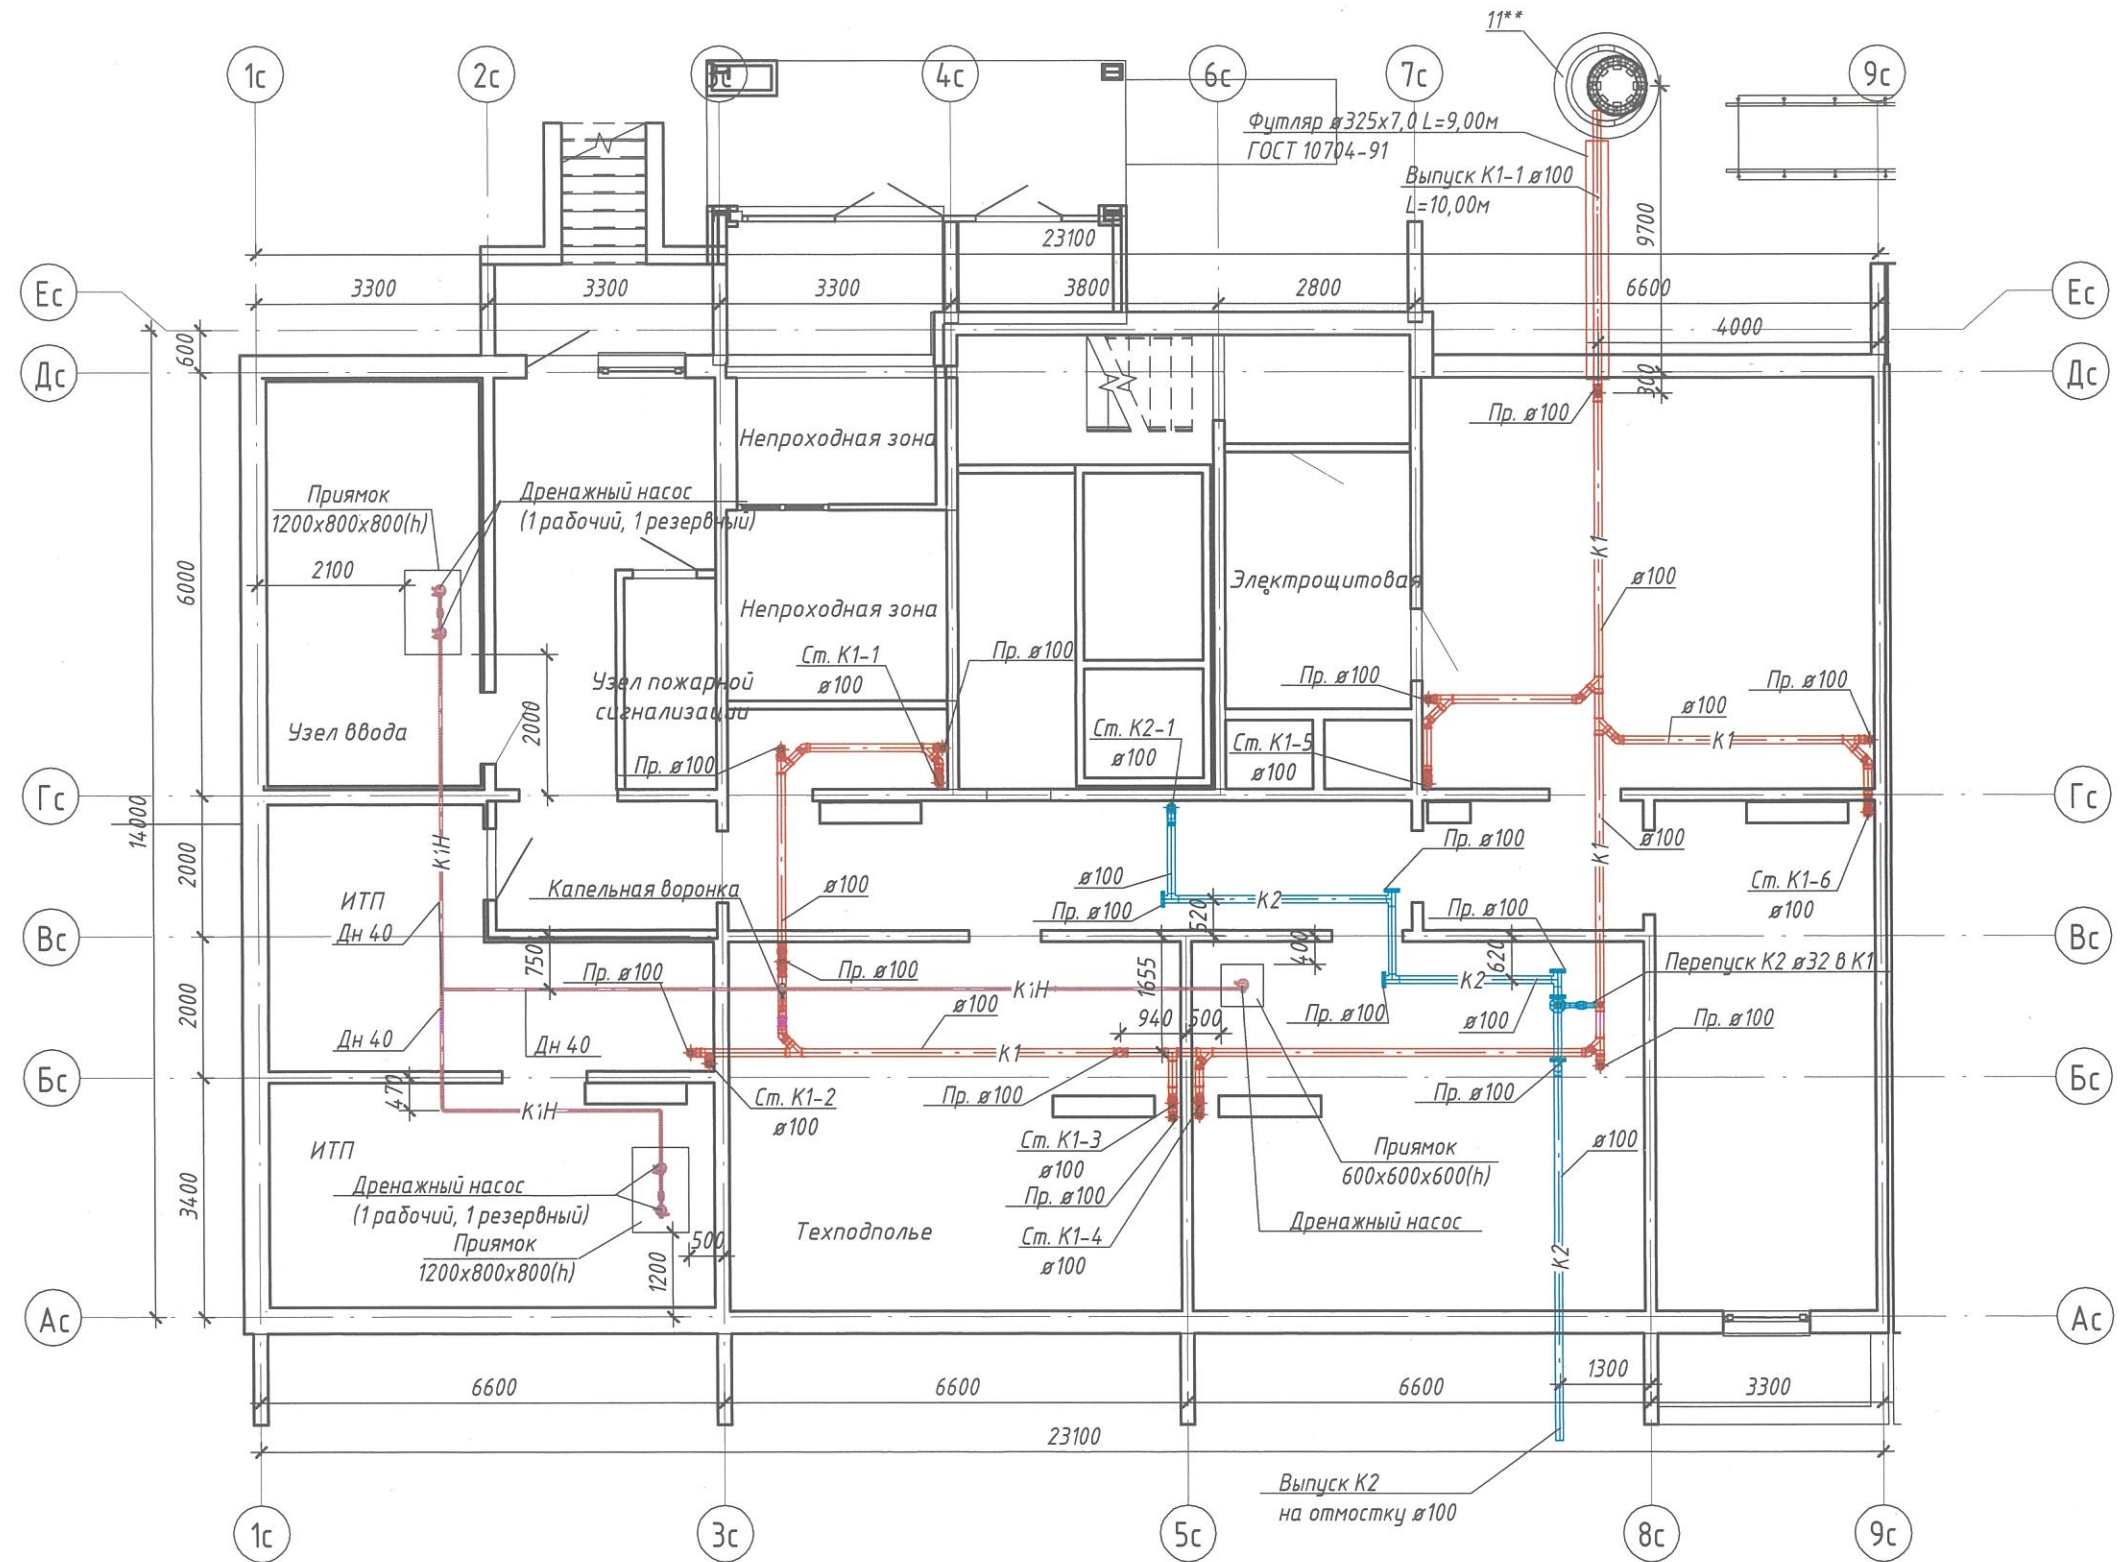 11**
1с
2с
3с
4с
6с
7с
9с
Футляр ø325x7,0 L=9,00м
ГОСТ 10704-91
Выпуск К1-1 ø100
L=10,00м
9700
23100
Ес
3300
3300
3300
3800
2800
6600
Ес
4000
600
Дс
300
Дс
Пр. ø100
Непроходная зона
Приямок
1200x800x800(h)
Дренажный насос
(1 рабочий, 1 резервный)
К1
2100
6000
Непроходная зона
Электрощитовая
ø100
Ст. К1-1
ø100
Пр. ø100
Узел пожарной
сигнализации
Пр. ø100
Пр. ø100
ø100
К1
Узел ввода
2000
Ст. К2-1
ø100
Ст. К1-5
ø100
Пр. ø100
Гс
Гс
14000
К1Н
2000
Пр. ø100
ø100
К1
ИТП
Дн 40
Капельная воронка
ø100
ø100
К2
Пр. ø100
520
Пр. ø100
Ст. К1-6
ø100
Вс
Вс
750
Пр. ø100
Пр. ø100
1655
400
620
Перепуск К2 ø32 в К1
2000
К1Н
К2
ø100
940
500
Пр. ø100
ø100
Пр. ø100
Дн 40
Дн 40
К1
Бс
Бс
470
К1Н
Ст. К1-2
ø100
Пр. ø100
Пр. ø100
ИТП
Ст. К1-3
ø100
Приямок
600x600x600(h)
ø100
3400
Дренажный насос
(1 рабочий, 1 резервный)
Пр. ø100
Приямок
1200x800x800(h)
500
1200
Техподполье
Ст. К1-4
ø100
Дренажный насос
К2
Ас
Ас
6600
6600
6600
1300
3300
23100
Выпуск К2
на отмостку ø100
1с
3с
5с
8с
9с